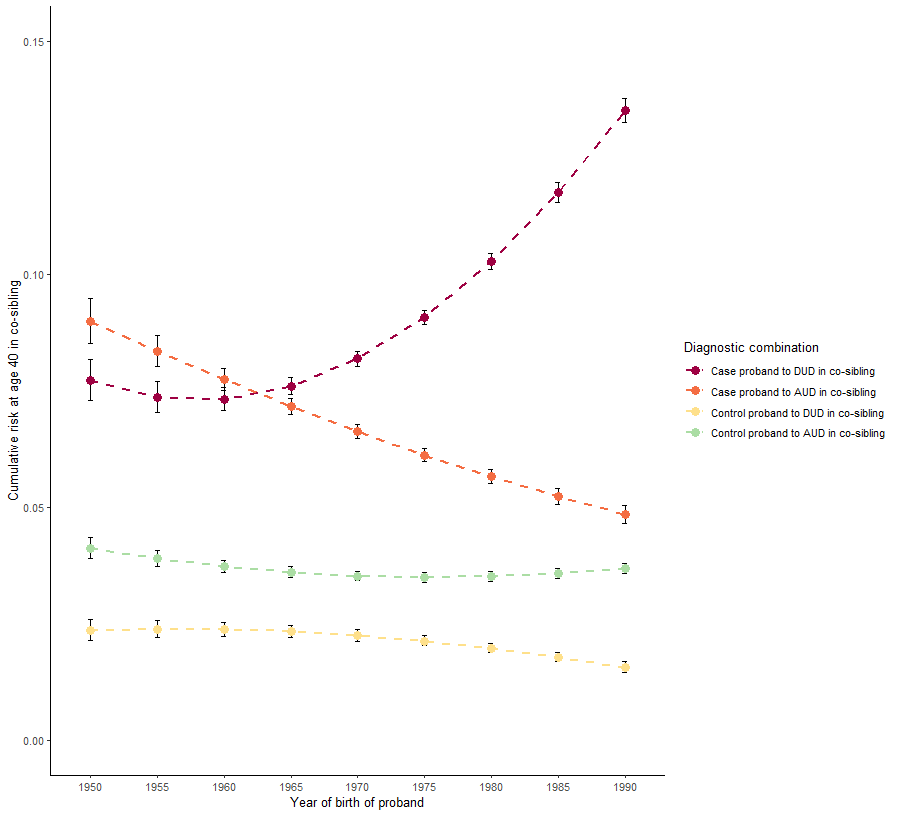 0.15
0.10
0.05
0.00
Cumulative risk at age 40 in co-sibling
1950 1955 1960 1965 1970 1975 1980 1985 1990
Year of birth of proband
Diagnostic combination
Case proband to DUD in co-sibling
Case proband to AUD in co-sibling
Control proband to DUD in co-sibling
Control proband to AUD in co-sibling